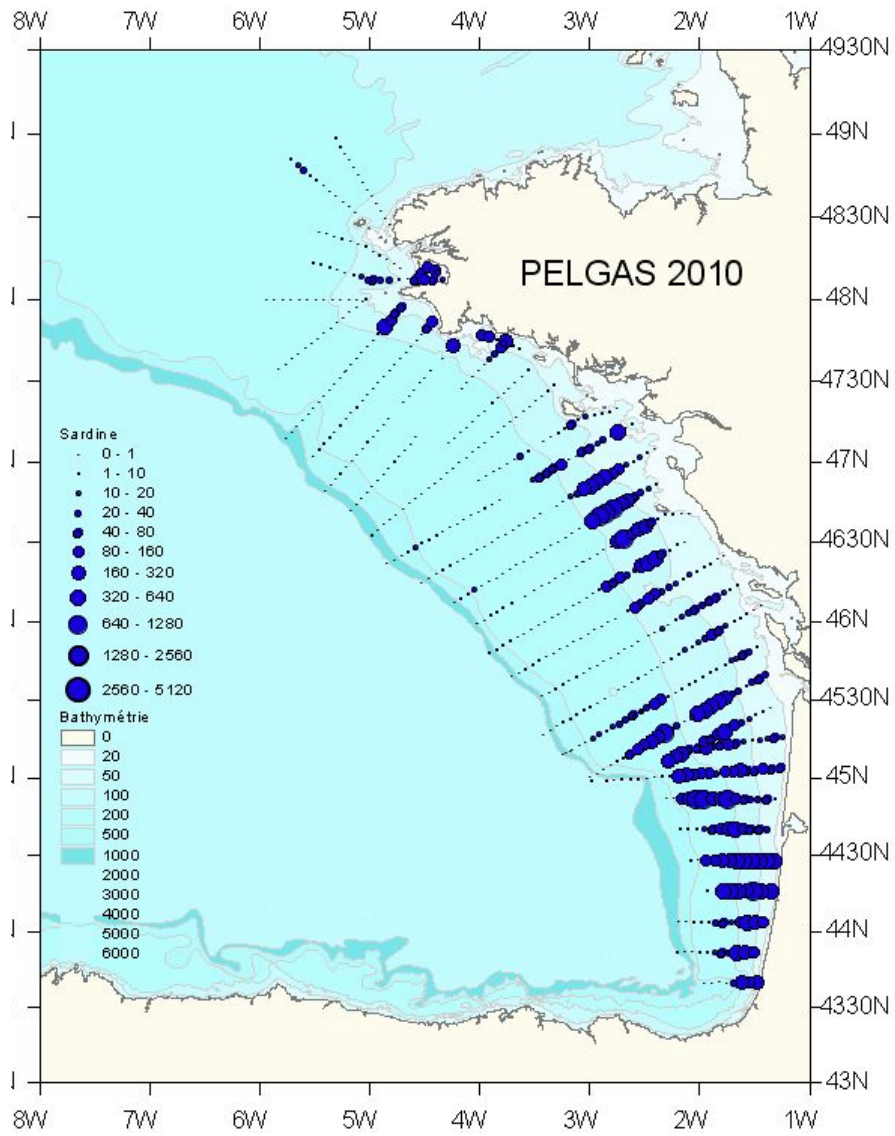 8W 7W 6W 5W 4W 3W 2W 1W
4930N
49N
4830N
PELGAS 2010
48N
4730N
Sardine
0 - 1
1 - 10
47N
10 - 20
20 - 40
40 - 80
4630N
80 - 160
160 - 320
320 - 640
46N
640 - 1280
1280 - 2560
2560 - 5120
4530N
Bathymétrie
0
20
50
45N
100
200
500
1000
4430N
2000
3000
4000
44N
5000
6000
4330N
43N
8W 7W 6W 5W 4W 3W 2W 1W